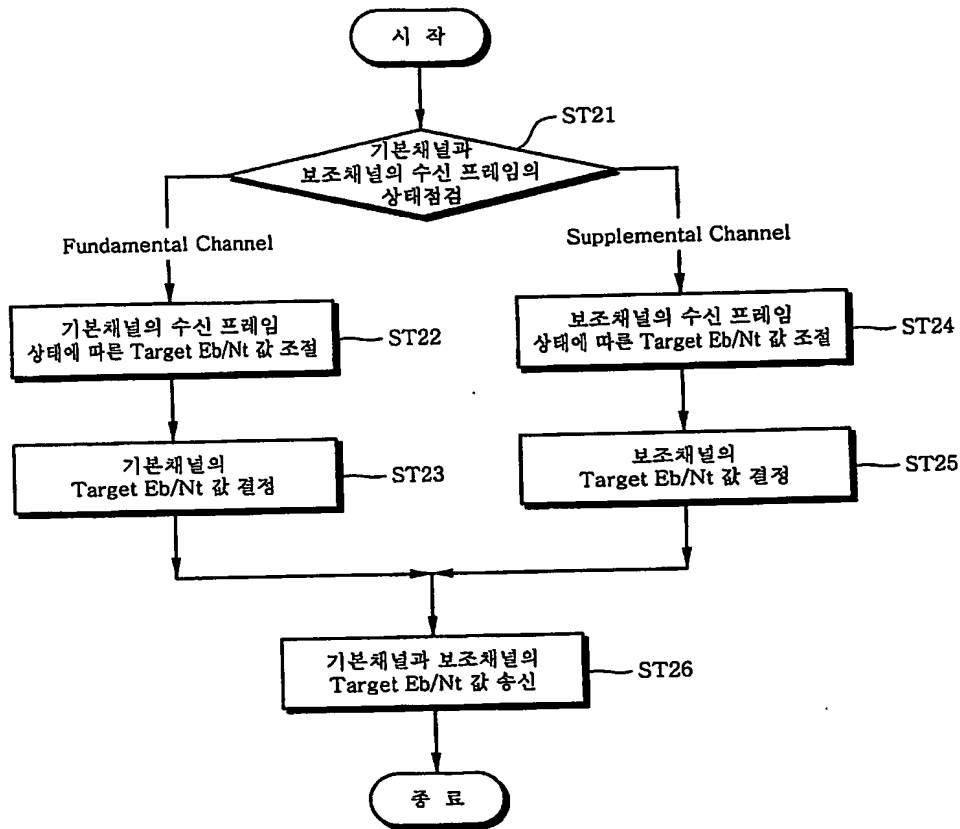 시 작
ST21
기본채널과
보조채널의 수신 프레임의
상태점검
Fundamental Channel
Supplemental Channel
기본채널의 수신 프레임
상태에 따른 Target Eb/Nt 값 조절
ST22
보조채널의 수신 프레임
상태에 따른 Target Eb/Nt 값 조절
ST24
기본채널의
Target Eb/Nt 값 결정
ST23
보조채널의
Target Eb/Nt 값 결정
ST25
기본채널과 보조채널의
Target Eb/Nt 값 송신
ST26
종 료